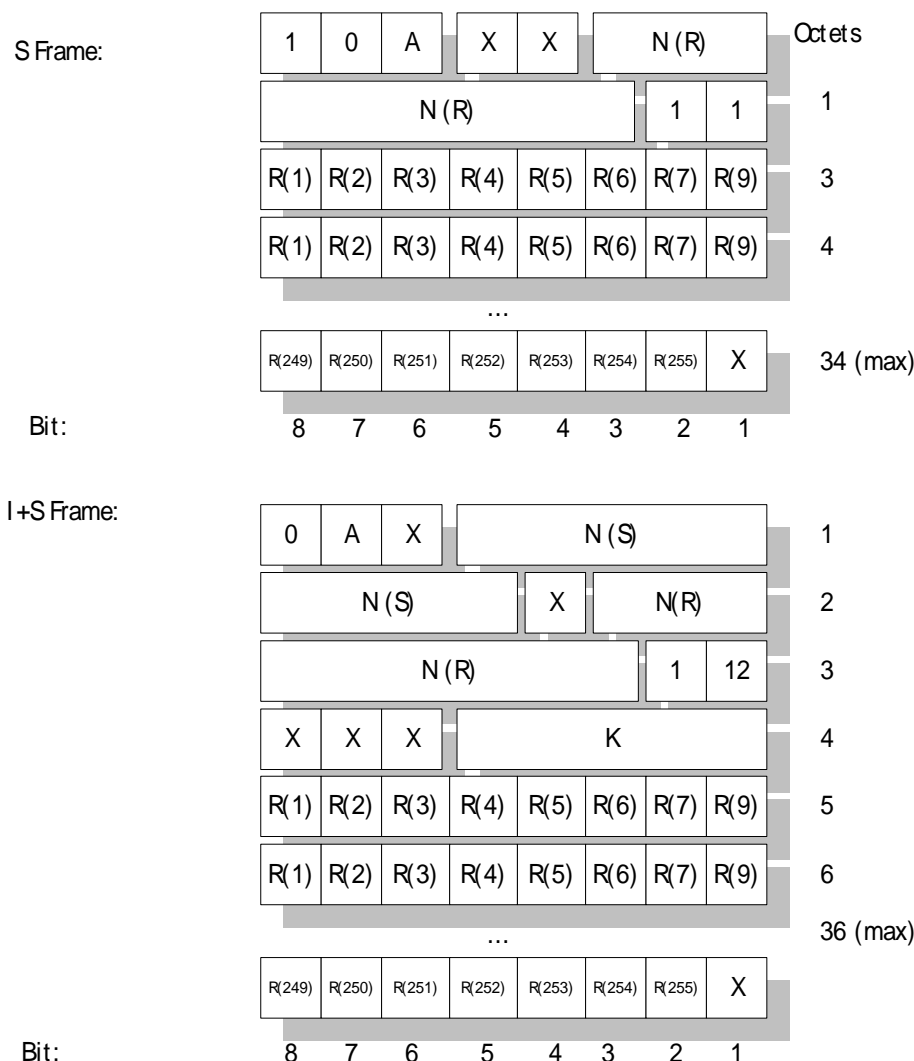 S Frame:
1 0 A X X N(R) Octets
N(R) 1 1 1
R(1) R(2) R(3) R(4) R(5) R(6) R(7) R(9) 3
R(1) R(2) R(3) R(4) R(5) R(6) R(7) R(9) 4
...
R(249) R(250) R(251) R(252) R(253) R(254) R(255) X 34 (max)
Bit: 8 7 6 5 4 3 2 1
I+S Frame:
0 A X N(S) 1
N(S) X N(R) 2
N(R) 1 12 3
X X X K 4
R(1) R(2) R(3) R(4) R(5) R(6) R(7) R(9) 5
R(1) R(2) R(3) R(4) R(5) R(6) R(7) R(9) 6
36 (max)
...
R(249) R(250) R(251) R(252) R(253) R(254) R(255) X
Bit: 8 7 6 5 4 3 2 1